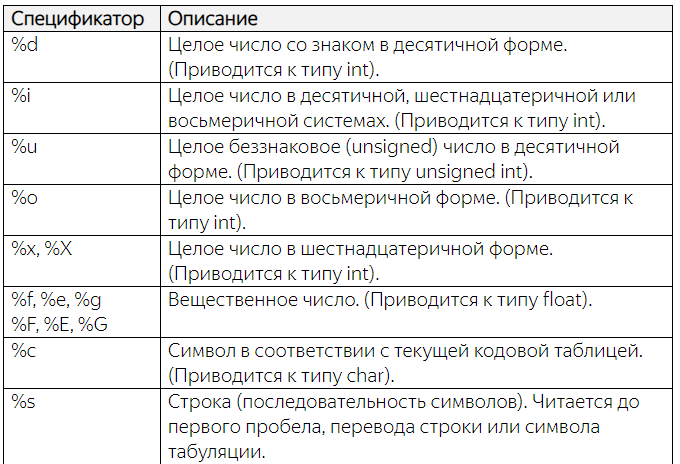 Спецификатор Описание
%d Целое число со знаком в десятичной форме.
(Приводится к типу int).
%i Целое число в десятичной, шестнадцатеричной или
восьмеричной системах. (Приводится к типу int).
%u Целое беззнаковое (unsigned) число в десятичной
форме. (Приводится к типу unsigned int).
%o Целое число в восьмеричной форме. (Приводится к
типу int).
%x, %X Целое число в шестнадцатеричной форме.
(Приводится к типу int).
%f, %e, %g Вещественное число. (Приводится к типу float).
%F, %E, %G
%c Символ в соответствии с текущей кодовой таблицей.
(Приводится к типу char).
%s Строка (последовательность символов). Читается до
первого пробела, перевода строки или символа
табуляции.